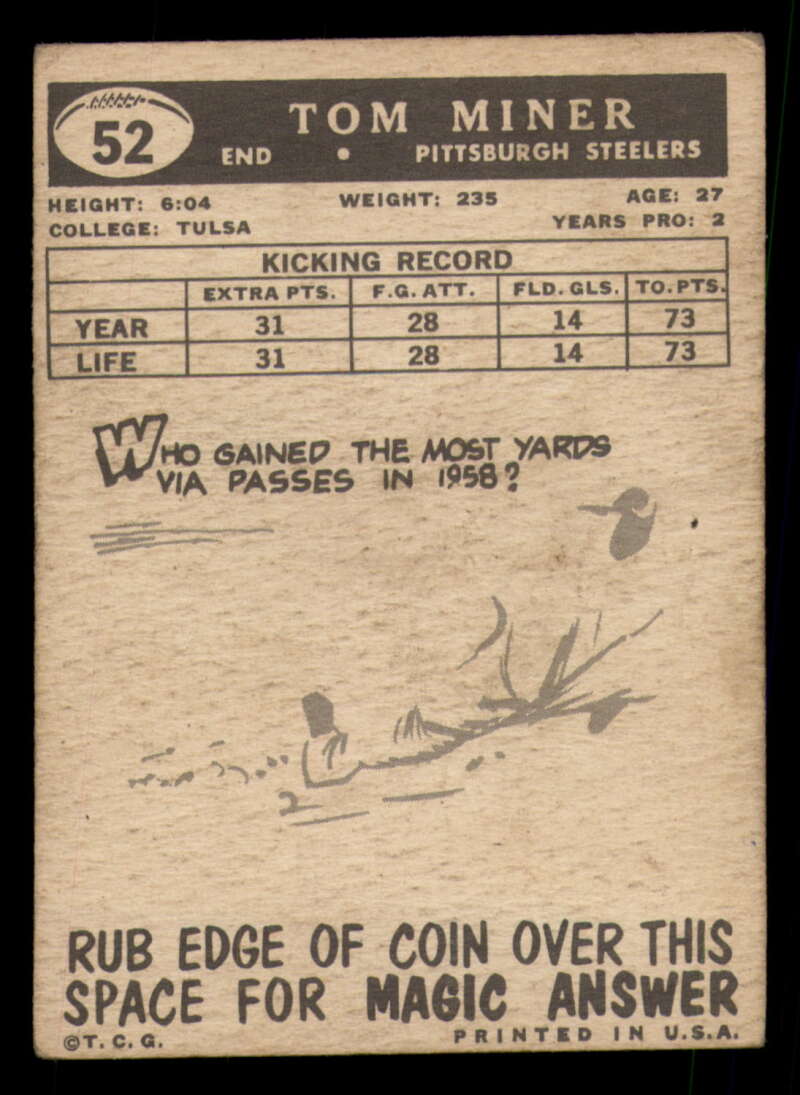 52
TOM MINER
END • PITTSBURGH STEELERS
HEIGHT: 6:04 WEIGHT: 235 AGE: 27
COLLEGE: TULSA YEARS PRO: 2
KICKING RECORD
EXTRA PTS. F.G. ATT. FLD. GLS. TO. PTS.
YEAR 31 28 14 73
LIFE 31 28 14 73
WHO GAINED THE MOST YARDS
VIA PASSES IN 1958?
RUB EDGE OF COIN OVER THIS
SPACE FOR MAGIC ANSWER
©T. C. G. PRINTED IN U.S.A.